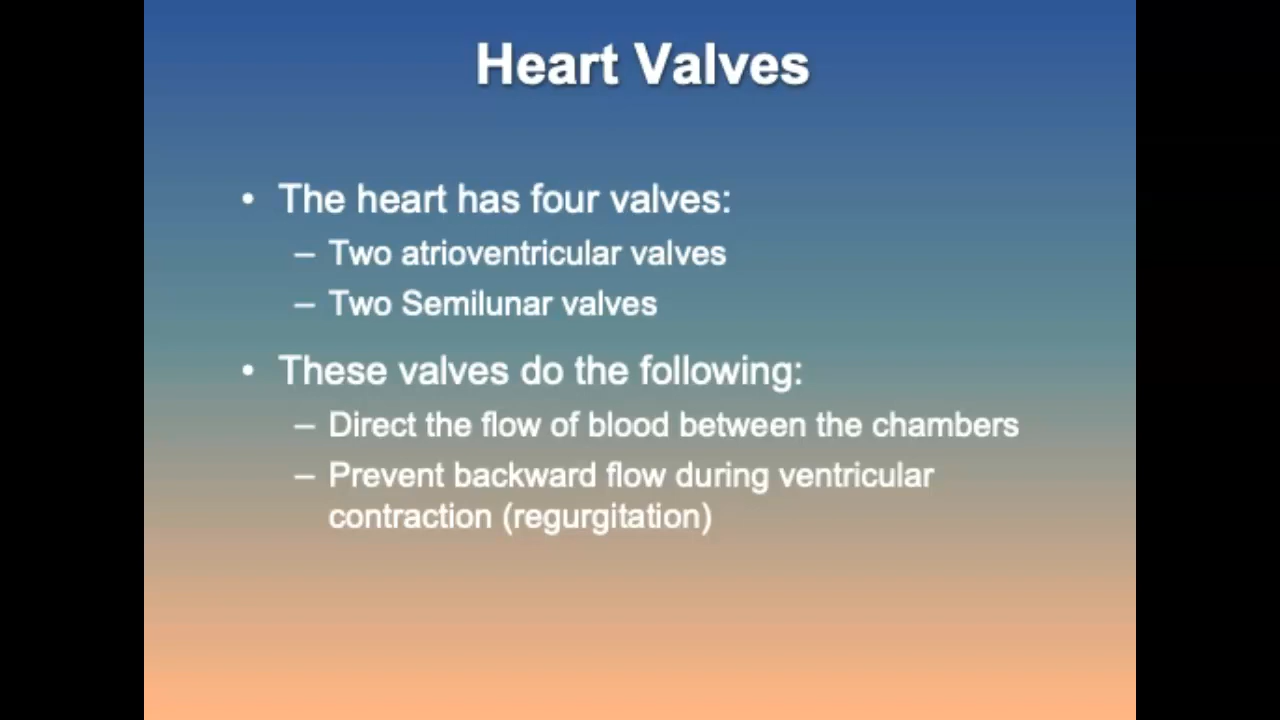 Heart Valves
• The heart has four valves:
– Two atrioventricular valves
– Two Semilunar valves
• These valves do the following:
– Direct the flow of blood between the chambers
– Prevent backward flow during ventricular
contraction (regurgitation)